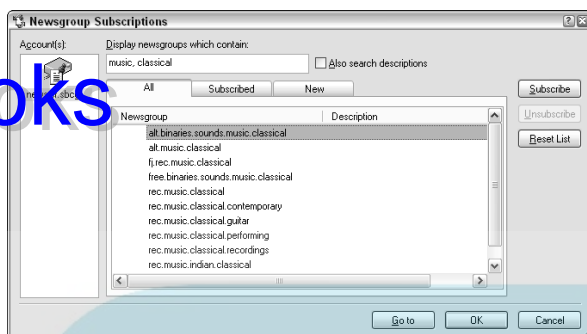 Newsgroup Subscriptions
Account(s):
Display newsgroups which contain:
music, classical
Also search descriptions
oks
All
Subscribed
New
Subscribe
Unsubscribe
Reset List
Newsgroup
Description
alt.binaries.sounds.music.classical
alt.music.classical
fj.rec.music.classical
free.binaries.sounds.music.classical
rec.music.classical
rec.music.classical.contemporary
rec.music.classical.guitar
rec.music.classical.performing
rec.music.classical.recordings
rec.music.indian.classical
Go to
OK
Cancel